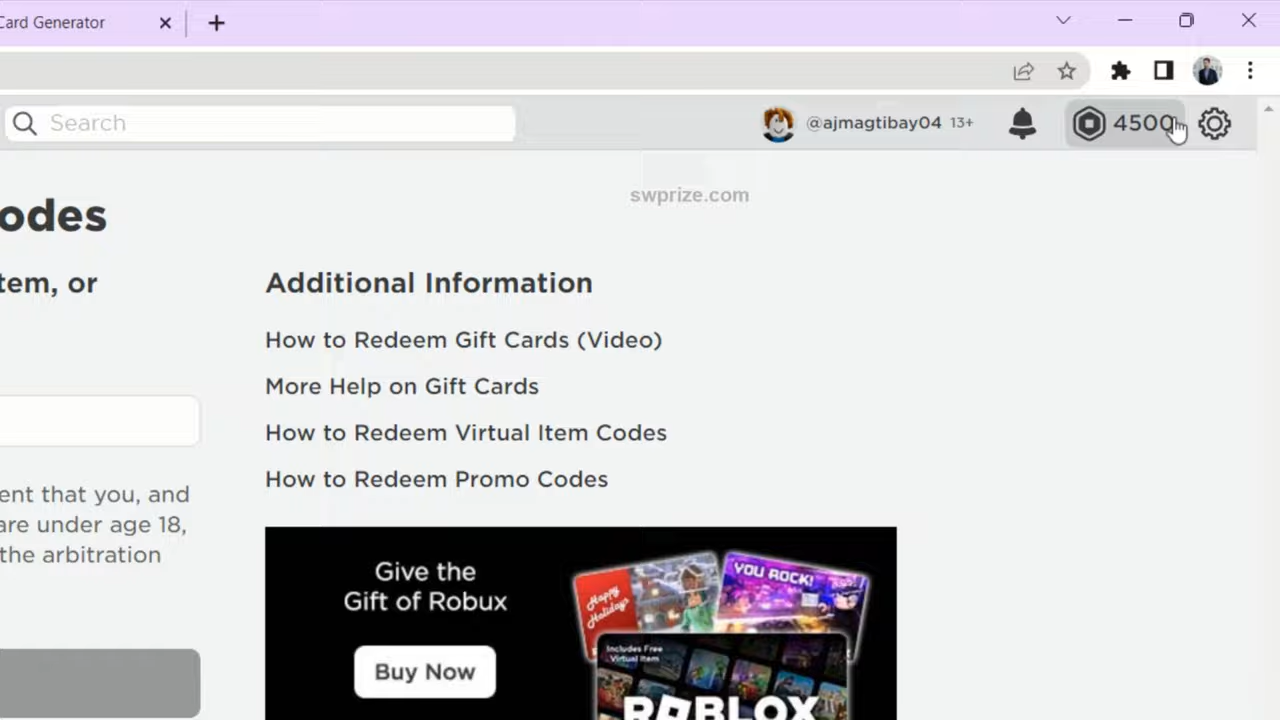 Card Generator
Search
@ajmagtibay04 13+
4500
swprize.com
odes
tem, or
Additional Information
How to Redeem Gift Cards (Video)
More Help on Gift Cards
How to Redeem Virtual Item Codes
How to Redeem Promo Codes
ent that you, and
are under age 18,
the arbitration
Give the
Gift of Robux
Buy Now
Happy
Holidays
YOU ROCK!
Includes Free
Virtual Item
ROBLOX